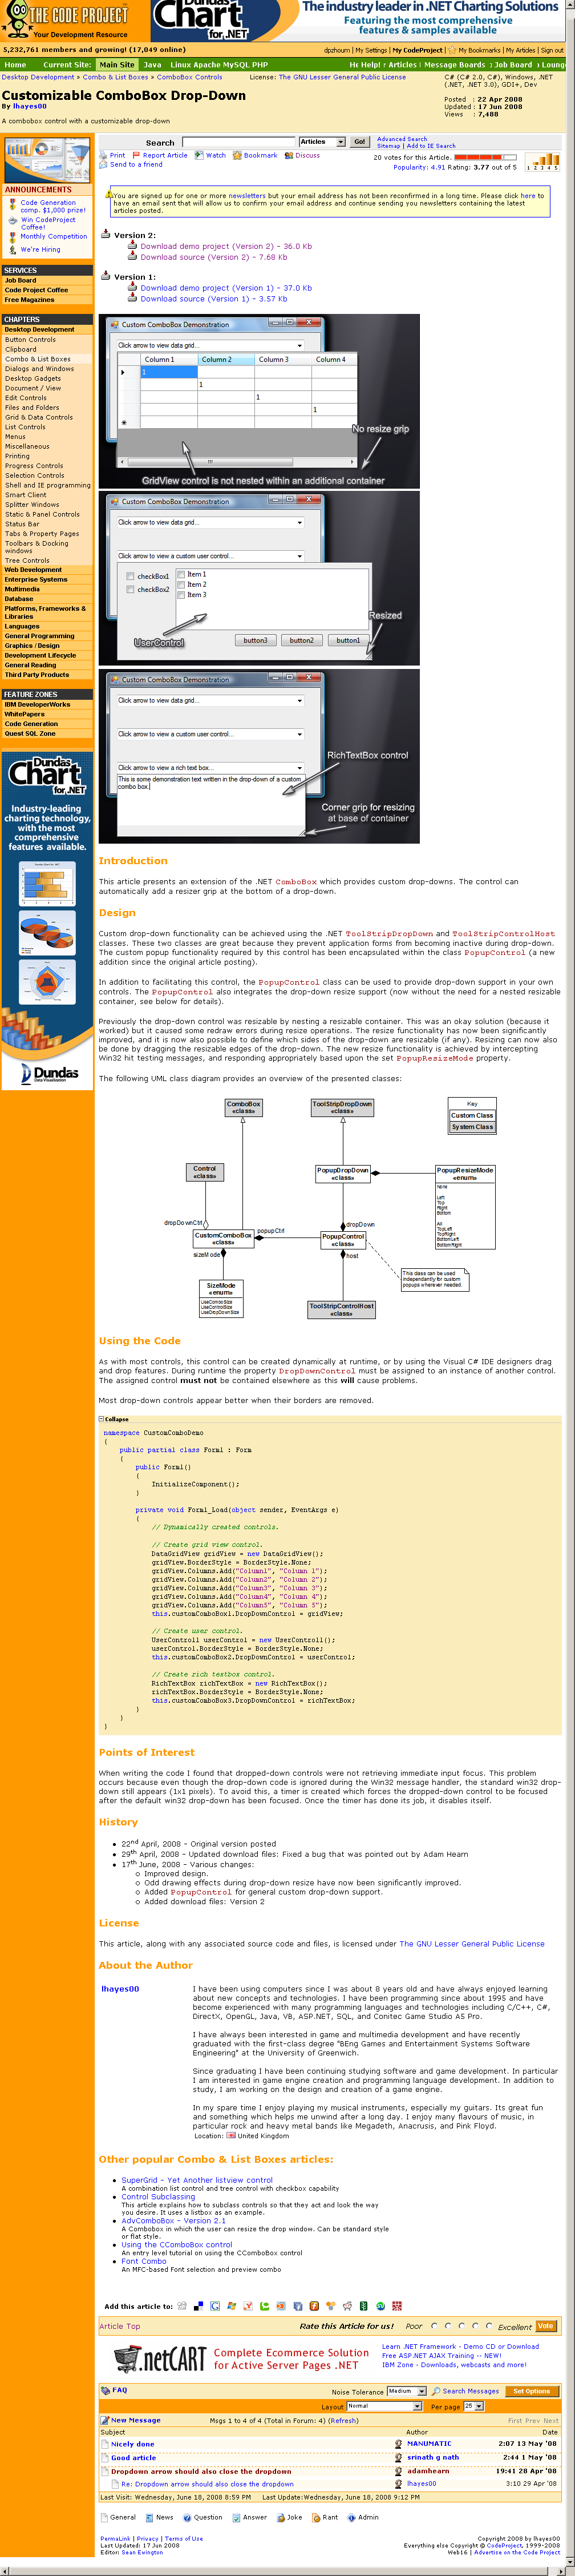 THE CODE PROJECT
Your Development Resource
Dundas
Chart
for .NET
The industry leader in .NET Charting Solutions
Featuring the most comprehensive
features & samples available
5,232,761 members and growing! (17,049 online)
dpzhourn | My Settings | My CodeProject | My Bookmarks | My Articles | Sign out
Home Current Site: Main Site Java Linux Apache MySQL PHP
Articles Message Boards Job Board Loung
Desktop Development » Combo & List Boxes » ComboBox Controls
License: The GNU Lesser General Public License
C# (C# 2.0, C#), Windows, .NET
(.NET, .NET 3.0), GDI+, Dev
Customizable ComboBox Drop-Down
By lhayes00
Posted : 22 Apr 2008
Updated : 17 Jun 2008
Views : 7,488
A combobox control with a customizable drop-down
Search
Articles
Go!
Advanced Search
Sitemap | Add to IE Search
Print Report Article Watch Bookmark Discuss
Send to a friend
20 votes for this Article.
Popularity: 4.91 Rating: 3.77 out of 5
1 2 3 4 5
ANNOUNCEMENTS
Code Generation
comp. $1,000 prize!
Win CodeProject
Coffee!
Monthly Competition
We're Hiring
SERVICES
Job Board
Code Project Coffee
Free Magazines
CHAPTERS
Desktop Development
Button Controls
Clipboard
Combo & List Boxes
Dialogs and Windows
Desktop Gadgets
Document / View
Edit Controls
Files and Folders
Grid & Data Controls
List Controls
Menus
Miscellaneous
Printing
Progress Controls
Selection Controls
Shell and IE programming
Smart Client
Splitter Windows
Static & Panel Controls
Status Bar
Tabs & Property Pages
Toolbars & Docking
windows
Tree Controls
Web Development
Enterprise Systems
Multimedia
Database
Platforms, Frameworks &
Libraries
Languages
General Programming
Graphics / Design
Development Lifecycle
General Reading
Third Party Products
FEATURE ZONES
IBM DeveloperWorks
WhitePapers
Code Generation
Quest SQL Zone
Dundas
Chart
for .NET
Industry-leading
charting technology,
with the most
comprehensive
features available.
Dundas
Data Visualization
You are signed up for one or more newsletters but your email address has not been reconfirmed in a long time. Please click here to
have an email sent that will allow us to confirm your email address and continue sending you newsletters containing the latest
articles posted.
Version 2:
Download demo project (Version 2) - 36.0 Kb
Download source (Version 2) - 7.68 Kb
Version 1:
Download demo project (Version 1) - 37.0 Kb
Download source (Version 1) - 3.57 Kb
Custom ComboBox Demonstration
Click arrow to view data grid...
Column 1 Column 2 Column 3 Column 4
1
1
1
1
No resize grip
GridView control is not nested within an additional container
Custom ComboBox Demonstration
Click arrow to view data grid...
Click arrow to view a custom user control...
checkBox1
checkBox2
Item 1
Item 2
Item 3
UserControl
Resized
button3 button2 button1
Custom ComboBox Demonstration
Click arrow to view data grid...
Click arrow to view a custom user control...
Click arrow to view a rich text box...
This is some demonstration text written in the drop-down of a custom
combo box.
RichTextBox control
Corner grip for resizing
at base of container
Introduction
This article presents an extension of the .NET ComboBox which provides custom drop-downs. The control can
automatically add a resizer grip at the bottom of a drop-down.
Design
Custom drop-down functionality can be achieved using the .NET ToolStripDropDown and ToolStripControlHost
classes. These two classes are great because they prevent application forms from becoming inactive during drop-down.
The custom popup functionality required by this control has been encapsulated within the class PopupControl (a new
addition since the original article posting).
In addition to facilitating this control, the PopupControl class can be used to provide drop-down support in your own
controls. The PopupControl also integrates the drop-down resize support (now without the need for a nested resizable
container, see below for details).
Previously the drop-down control was resizable by nesting in a resizable container. This was an okay solution (because it
worked) but it caused some redraw errors during resize operations. The resize functionality has now been significantly
improved, and it is now also possible to define which sides of the drop-down are resizable (if any). Resizing can now also
be done by dragging the resizable edges of the drop-down. The new resize functionality is achieved by intercepting
Win32 hit testing messages, and responding appropriately based upon the set PopupResizeMode property.
The following UML class diagram provides an overview of the presented classes:
ComboBox
«class»
ToolStripDropDown
«class»
Key
Custom Class
System Class
Control
«class»
PopupDropDown
«class»
PopupResizeMode
«enum»
None
Left
Top
Right
Bottom
All
TopLeft
TopRight
BottomLeft
BottomRight
dropDownCtrl
dropDown
CustomComboBox
«class»
popupCtrl
PopupControl
«class»
sizeMode
host
SizeMode
«enum»
UseComboSize
UseControlSize
UseDropDownSize
This class can be used
independently for custom
popups wherever needed.
ToolStripControlHost
«class»
Using the Code
As with most controls, this control can be created dynamically at runtime, or by using the Visual C# IDE designers drag
and drop features. During runtime the property DropDownControl must be assigned to an instance of another control.
The assigned control must not be contained elsewhere as this will cause problems.
Most drop-down controls appear better when their borders are removed.
Collapse
namespace CustomComboDemo
{
public partial class Form1 : Form
{
public Form1()
{
InitializeComponent();
}
private void Form1_Load(object sender, EventArgs e)
{
// Dynamically created controls.
// Create grid view control.
DataGridView gridView = new DataGridView();
gridView.BorderStyle = BorderStyle.None;
gridView.Columns.Add("Column1", "Column 1");
gridView.Columns.Add("Column2", "Column 2");
gridView.Columns.Add("Column3", "Column 3");
gridView.Columns.Add("Column4", "Column 4");
gridView.Columns.Add("Column5", "Column 5");
this.customComboBox1.DropDownControl = gridView;
// Create user control.
UserControl1 userControl = new UserControl1();
userControl.BorderStyle = BorderStyle.None;
this.customComboBox2.DropDownControl = userControl;
// Create rich textbox control.
RichTextBox richTextBox = new RichTextBox();
richTextBox.BorderStyle = BorderStyle.None;
this.customComboBox3.DropDownControl = richTextBox;
}
}
}
Points of Interest
When writing the code I found that dropped-down controls were not retrieving immediate input focus. This problem
occurs because even though the drop-down code is ignored during the Win32 message handler, the standard win32 drop-
down still appears (1x1 pixels). To avoid this, a timer is created which forces the dropped-down control to be focused
after the default win32 drop-down has been focused. Once the timer has done its job, it disables itself.
History
22nd April, 2008 - Original version posted
29th April, 2008 - Updated download files: Fixed a bug that was pointed out by Adam Hearn
17th June, 2008 - Various changes:
Improved design.
Odd drawing effects during drop-down resize have now been significantly improved.
Added PopupControl for general custom drop-down support.
Added download files: Version 2
License
This article, along with any associated source code and files, is licensed under The GNU Lesser General Public License
About the Author
lhayes00
I have been using computers since I was about 8 years old and have always enjoyed learning
about new concepts and technologies. I have been programming since about 1995 and have
become experienced with many programming languages and technologies including C/C++, C#,
DirectX, OpenGL, Java, VB, ASP.NET, SQL, and Conitec Game Studio A5 Pro.
I have always been interested in game and multimedia development and have recently
graduated with the first-class degree "BEng Games and Entertainment Systems Software
Engineering" at the University of Greenwich.
Since graduating I have been continuing studying software and game development. In particular
I am interested in game engine creation and programming language development. In addition to
study, I am working on the design and creation of a game engine.
In my spare time I enjoy playing my musical instruments, especially my guitars. Its great fun
and something which helps me unwind after a long day. I enjoy many flavours of music, in
particular rock and heavy metal bands like Megadeth, Anacrusis, and Pink Floyd.
Location: United Kingdom
Other popular Combo & List Boxes articles:
SuperGrid - Yet Another listview control
A combination list control and tree control with checkbox capability
Control Subclassing
This article explains how to subclass controls so that they act and look the way
you desire. It uses a listbox as an example.
AdvComboBox - Version 2.1
A Combobox in which the user can resize the drop window. Can be standard style
or flat style.
Using the CComboBox control
An entry level tutorial on using the CComboBox control
Font Combo
An MFC-based Font selection and preview combo
Add this article to:
Article Top
Rate this Article for us! Poor Excellent Vote
.netCART
Complete Ecommerce Solution
for Active Server Pages .NET
Learn .NET Framework - Demo CD or Download
Free ASP.NET AJAX Training -- NEW!
IBM Zone - Downloads, webcasts and more!
FAQ
Noise Tolerance Medium Search Messages Set Options
Layout Normal Per page 25
New Message Msgs 1 to 4 of 4 (Total in Forum: 4) (Refresh) First Prev Next
Subject Author Date
Nicely done MANUMATIC 2:07 13 May '08
Good article srinath g nath 2:44 1 May '08
Dropdown arrow should also close the dropdown adamhearn 19:41 28 Apr '08
Re: Dropdown arrow should also close the dropdown lhayes00 3:10 29 Apr '08
Last Visit: Wednesday, June 18, 2008 8:59 PM Last Update: Wednesday, June 18, 2008 9:12 PM
General News Question Answer Joke Rant Admin
PermaLink | Privacy | Terms of Use
Last Updated: 17 Jun 2008
Editor: Sean Ewington
Copyright 2008 by lhayes00
Everything else Copyright © CodeProject, 1999-2008
Web16 | Advertise on the Code Project